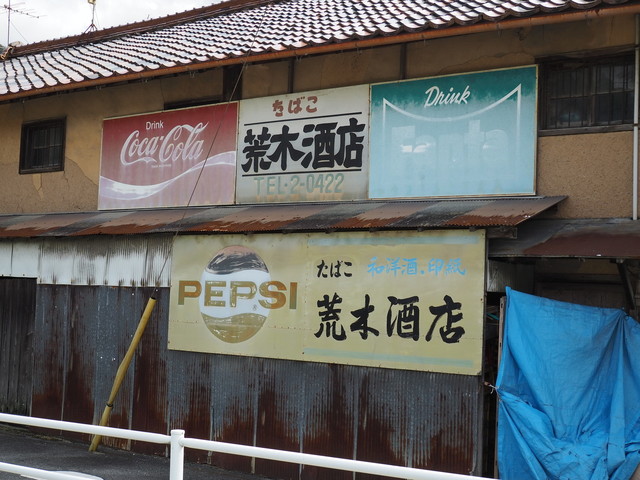 Drink
Coca-Cola
たばこ
荒木酒店
TEL・2-0422
Drink
Fanta
PEPSI
たばこ 和洋酒、印紙
荒木酒店